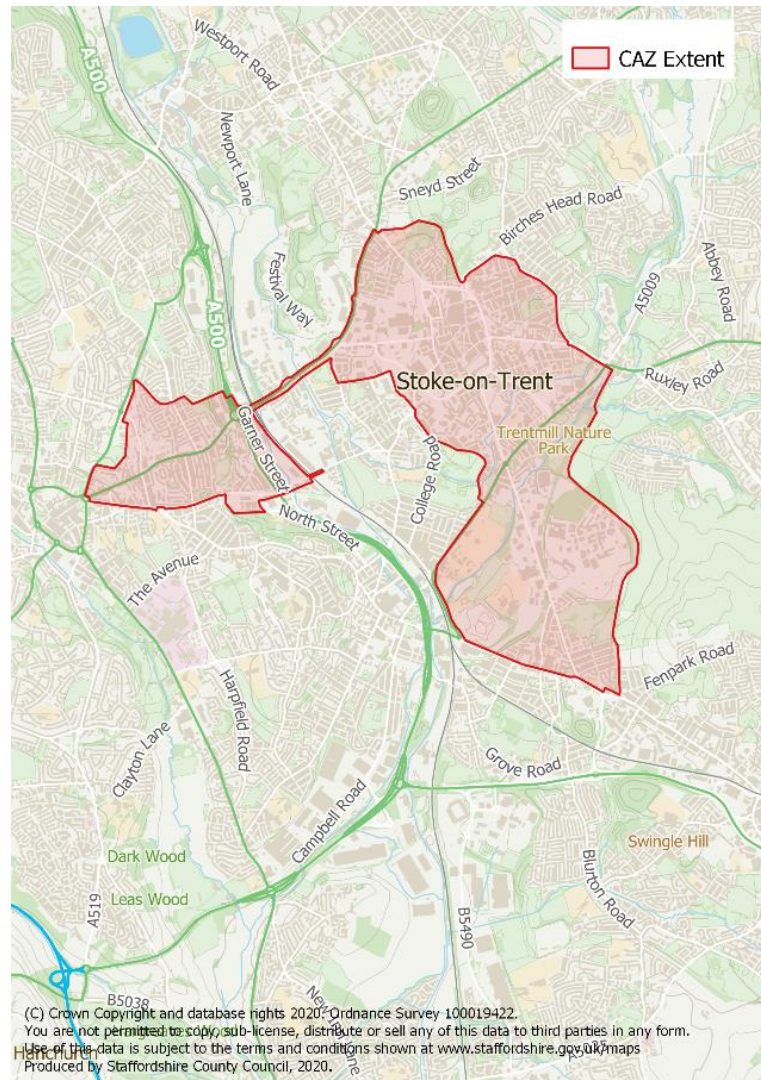 CAZ Extent
A500
Westport Road
Newport Lane
Sneyd Street
Birches Head Road
Abbey Road
A5009
Festival Way
A500
Ruxley Road
Stoke-on-Trent
Trentmill Nature
Park
Garner Street
College Road
North Street
The Avenue
Fenpark Road
Harpfield Road
Clayton Lane
Grove Road
Campbell Road
Swingle Hill
Dark Wood
Blurton Road
Leas Wood
A519
B5490
B5038
(C) Crown Copyright and database rights 2020. Ordnance Survey 100019422.
You are not permitted to copy, sub-license, distribute or sell any of this data to third parties in any form.
Use of this data is subject to the terms and conditions shown at www.staffordshire.gov.uk/maps
Produced by Staffordshire County Council, 2020.
Hanchurch